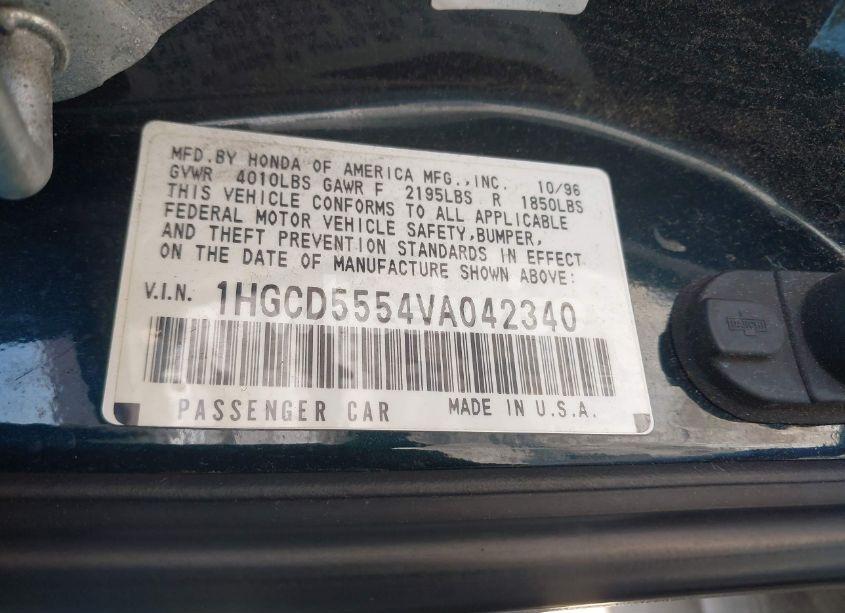 MFD.BY HONDA OF AMERICA MFG.,INC. 10/96
GVWR 4010LBS GAWR F 2195LBS R 1850LBS
THIS VEHICLE CONFORMS TO ALL APPLICABLE
FEDERAL MOTOR VEHICLE SAFETY,BUMPER,
AND THEFT PREVENTION STANDARDS IN EFFECT
ON THE DATE OF MANUFACTURE SHOWN ABOVE:
V.I.N. 1HGCD5554VA042340
PASSENGER CAR MADE IN U.S.A.